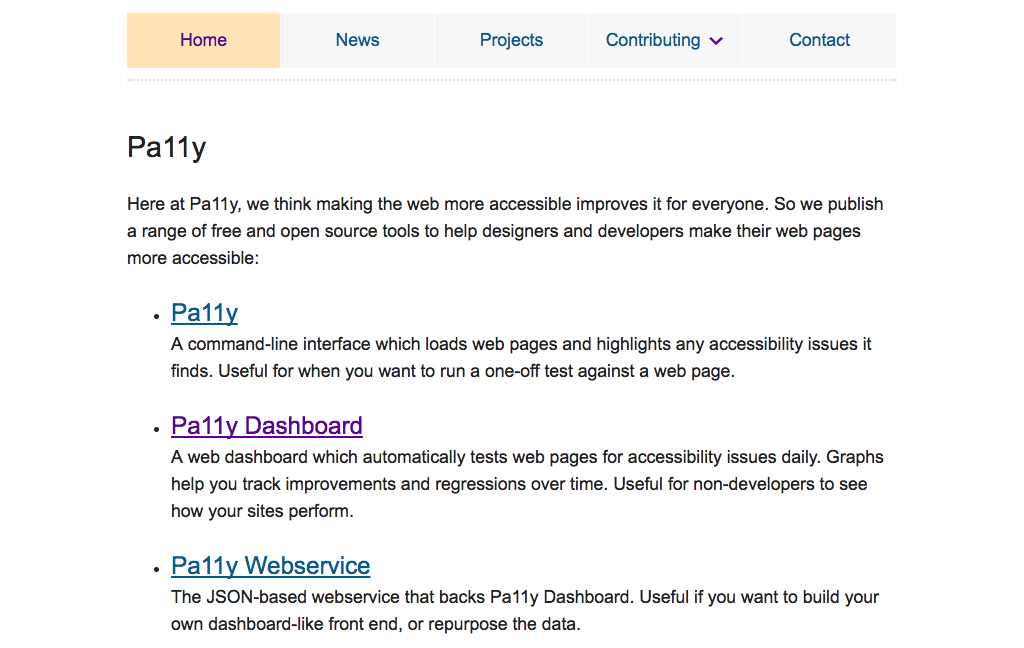 Home News Projects Contributing Contact
Pa11y
Here at Pa11y, we think making the web more accessible improves it for everyone. So we publish
a range of free and open source tools to help designers and developers make their web pages
more accessible:
Pa11y
A command-line interface which loads web pages and highlights any accessibility issues it
finds. Useful for when you want to run a one-off test against a web page.
Pa11y Dashboard
A web dashboard which automatically tests web pages for accessibility issues daily. Graphs
help you track improvements and regressions over time. Useful for non-developers to see
how your sites perform.
Pa11y Webservice
The JSON-based webservice that backs Pa11y Dashboard. Useful if you want to build your
own dashboard-like front end, or repurpose the data.